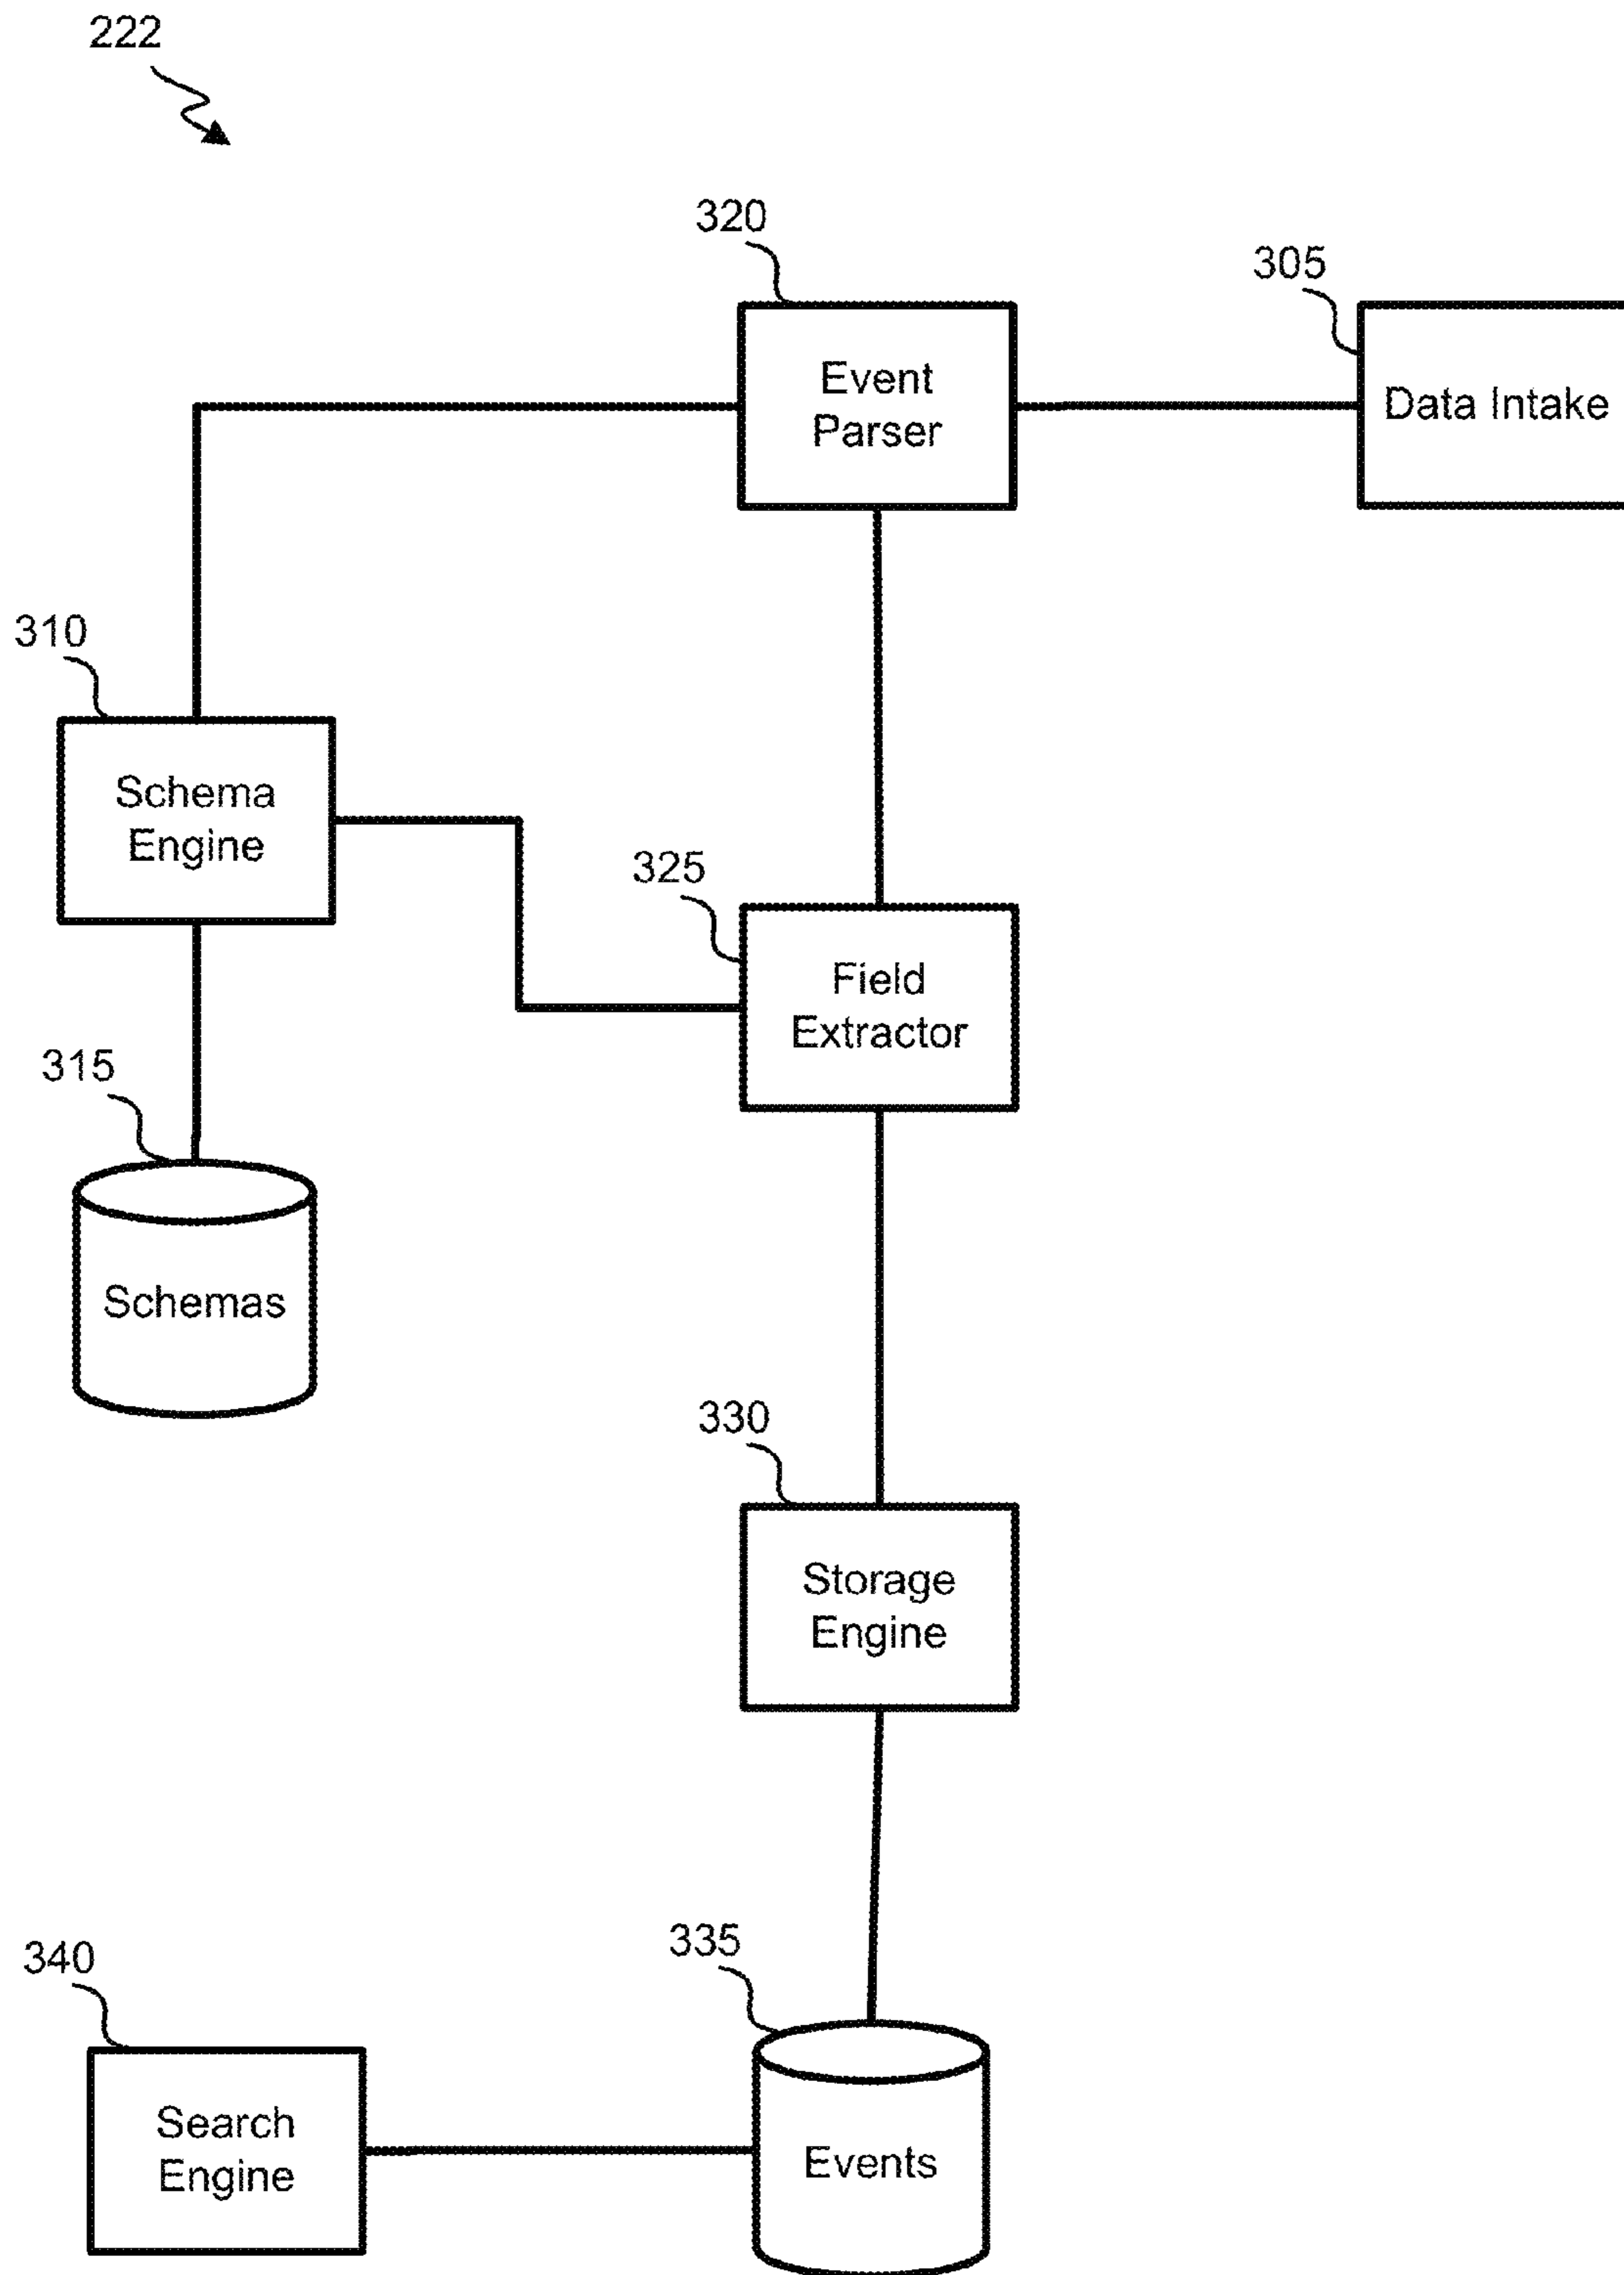 222
320
305
Event
Parser
Data Intake
310
Schema
Engine
325
Field
Extractor
315
Schemas
330
Storage
Engine
335
340
Search
Engine
Events